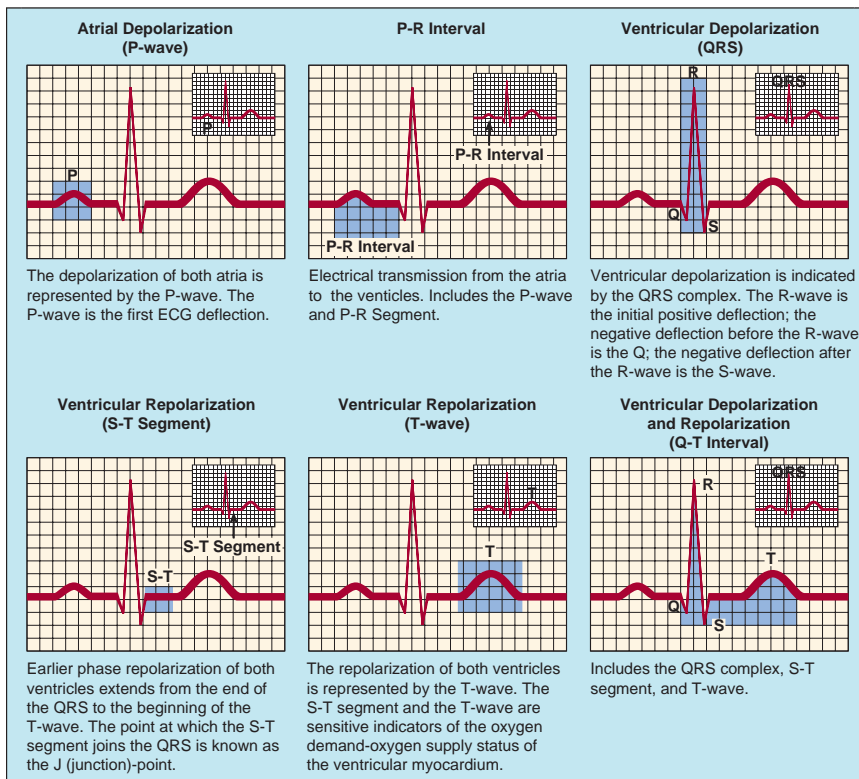 Atrial Depolarization
(P-wave)
P
P
The depolarization of both atria is
represented by the P-wave. The
P-wave is the first ECG deflection.
P-R Interval
P-R Interval
P-R Interval
Electrical transmission from the atria
to the venticles. Includes the P-wave
and P-R Segment.
Ventricular Depolarization
(QRS)
QRS
R
Q
S
Ventricular depolarization is indicated
by the QRS complex. The R-wave is
the initial positive deflection; the
negative deflection before the R-wave
is the Q; the negative deflection after
the R-wave is the S-wave.
Ventricular Repolarization
(S-T Segment)
S-T Segment
S-T
Earlier phase repolarization of both
ventricles extends from the end of
the QRS to the beginning of the
T-wave. The point at which the S-T
segment joins the QRS is known as
the J (junction)-point.
Ventricular Repolarization
(T-wave)
T
T
The repolarization of both ventricles
is represented by the T-wave. The
S-T segment and the T-wave are
sensitive indicators of the oxygen
demand-oxygen supply status of
the ventricular myocardium.
Ventricular Depolarization
and Repolarization
(Q-T Interval)
QRS
R
T
Q
S
Includes the QRS complex, S-T
segment, and T-wave.